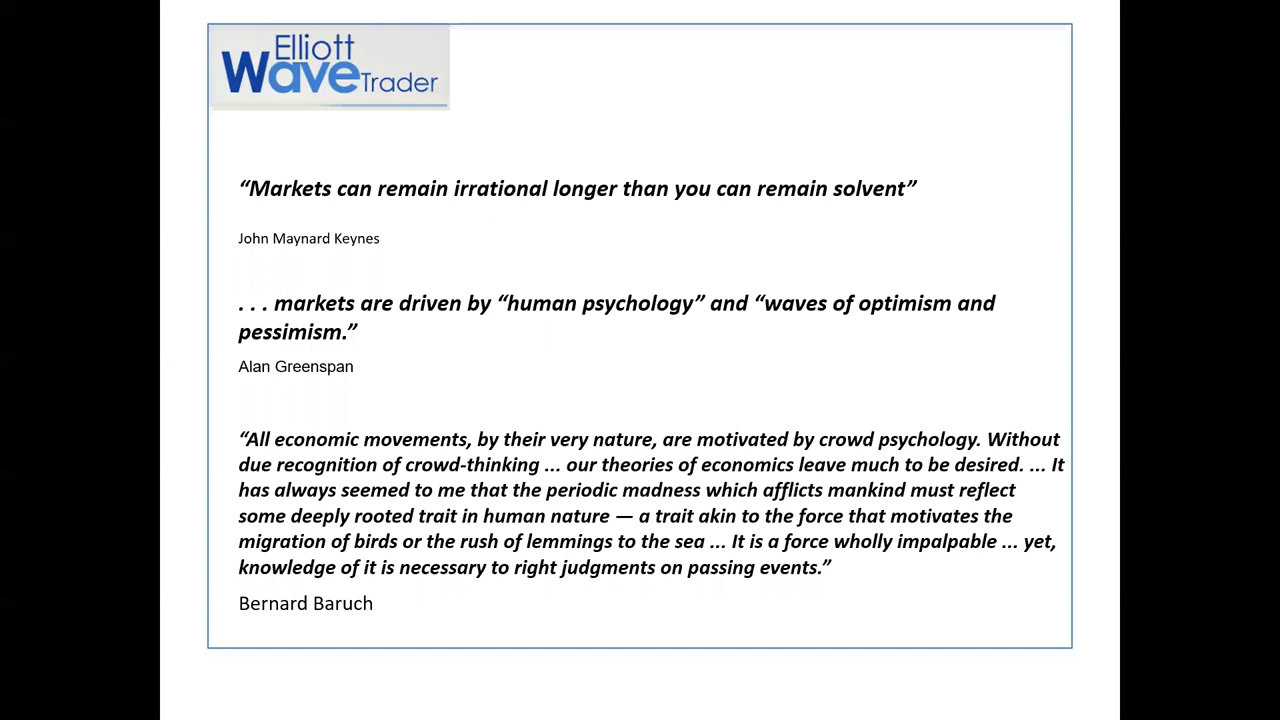 Elliott
Wave Trader
“Markets can remain irrational longer than you can remain solvent”
John Maynard Keynes
. . . markets are driven by “human psychology” and “waves of optimism and
pessimism.”
Alan Greenspan
“All economic movements, by their very nature, are motivated by crowd psychology. Without
due recognition of crowd-thinking ... our theories of economics leave much to be desired. ... It
has always seemed to me that the periodic madness which afflicts mankind must reflect
some deeply rooted trait in human nature — a trait akin to the force that motivates the
migration of birds or the rush of lemmings to the sea ... It is a force wholly impalpable ... yet,
knowledge of it is necessary to right judgments on passing events.”
Bernard Baruch